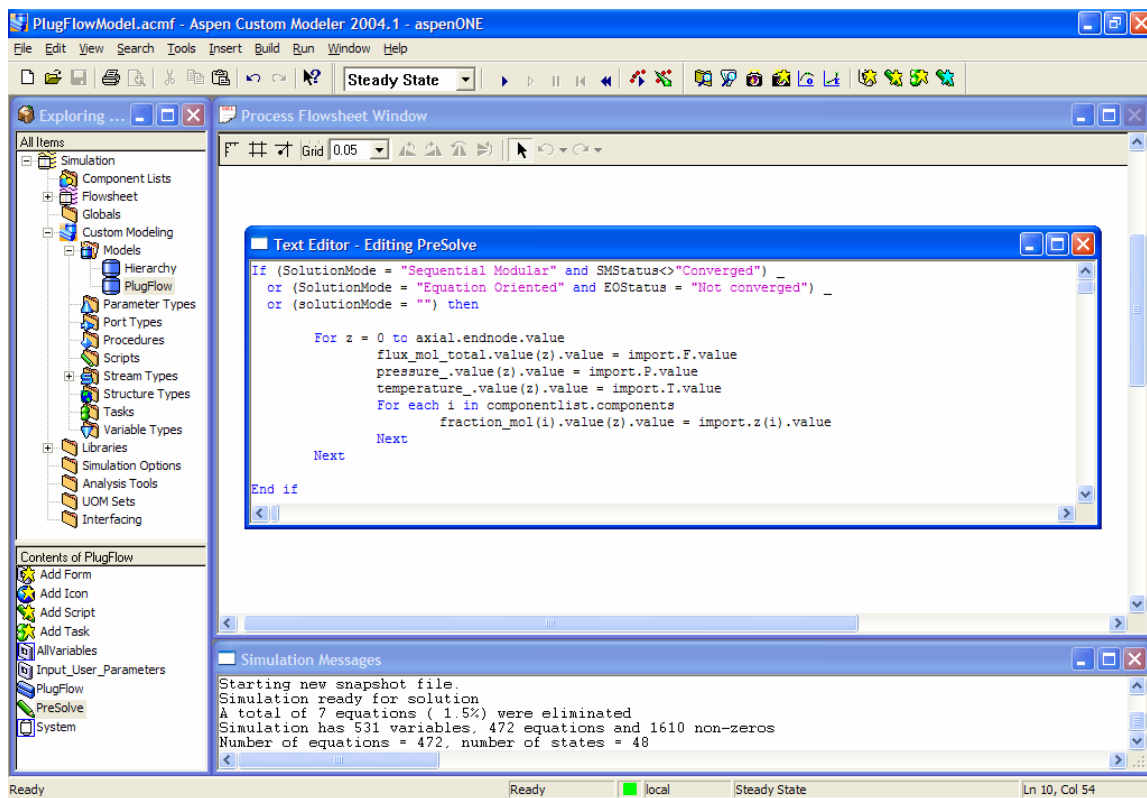 PlugFlowModel.acmf - Aspen Custom Modeler 2004.1 - aspenONE
File Edit View Search Tools Insert Build Run Window Help
Steady State
Exploring ...
All Items
Simulation
Component Lists
Flowsheet
Globals
Custom Modeling
Models
Hierarchy
PlugFlow
Parameter Types
Port Types
Procedures
Scripts
Stream Types
Structure Types
Tasks
Variable Types
Libraries
Simulation Options
Analysis Tools
UOM Sets
Interfacing
Contents of PlugFlow
Add Form
Add Icon
Add Script
Add Task
AllVariables
Input_User_Parameters
PlugFlow
PreSolve
System
Process Flowsheet Window
Grid 0.05
Text Editor - Editing PreSolve
If (SolutionMode = "Sequential Modular" and SMStatus<>"Converged") _
or (SolutionMode = "Equation Oriented" and EOStatus = "Not converged") _
or (solutionMode = "") then
For z = 0 to axial.endnode.value
flux_mol_total.value(z).value = import.F.value
pressure_.value(z).value = import.P.value
temperature_.value(z).value = import.T.value
For each i in componentlist.components
fraction_mol(i).value(z).value = import.z(i).value
Next
Next
End if
Simulation Messages
Starting new snapshot file.
Simulation ready for solution
A total of 7 equations ( 1.5%) were eliminated
Simulation has 531 variables, 472 equations and 1610 non-zeros
Number of equations = 472, number of states = 48
Ready Ready local Steady State Ln 10, Col 54